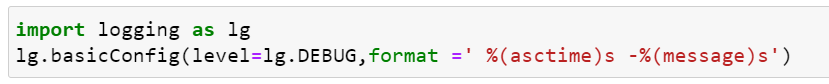 import logging as lg
lg.basicConfig(level=lg.DEBUG,format =' %(asctime)s -%(message)s')